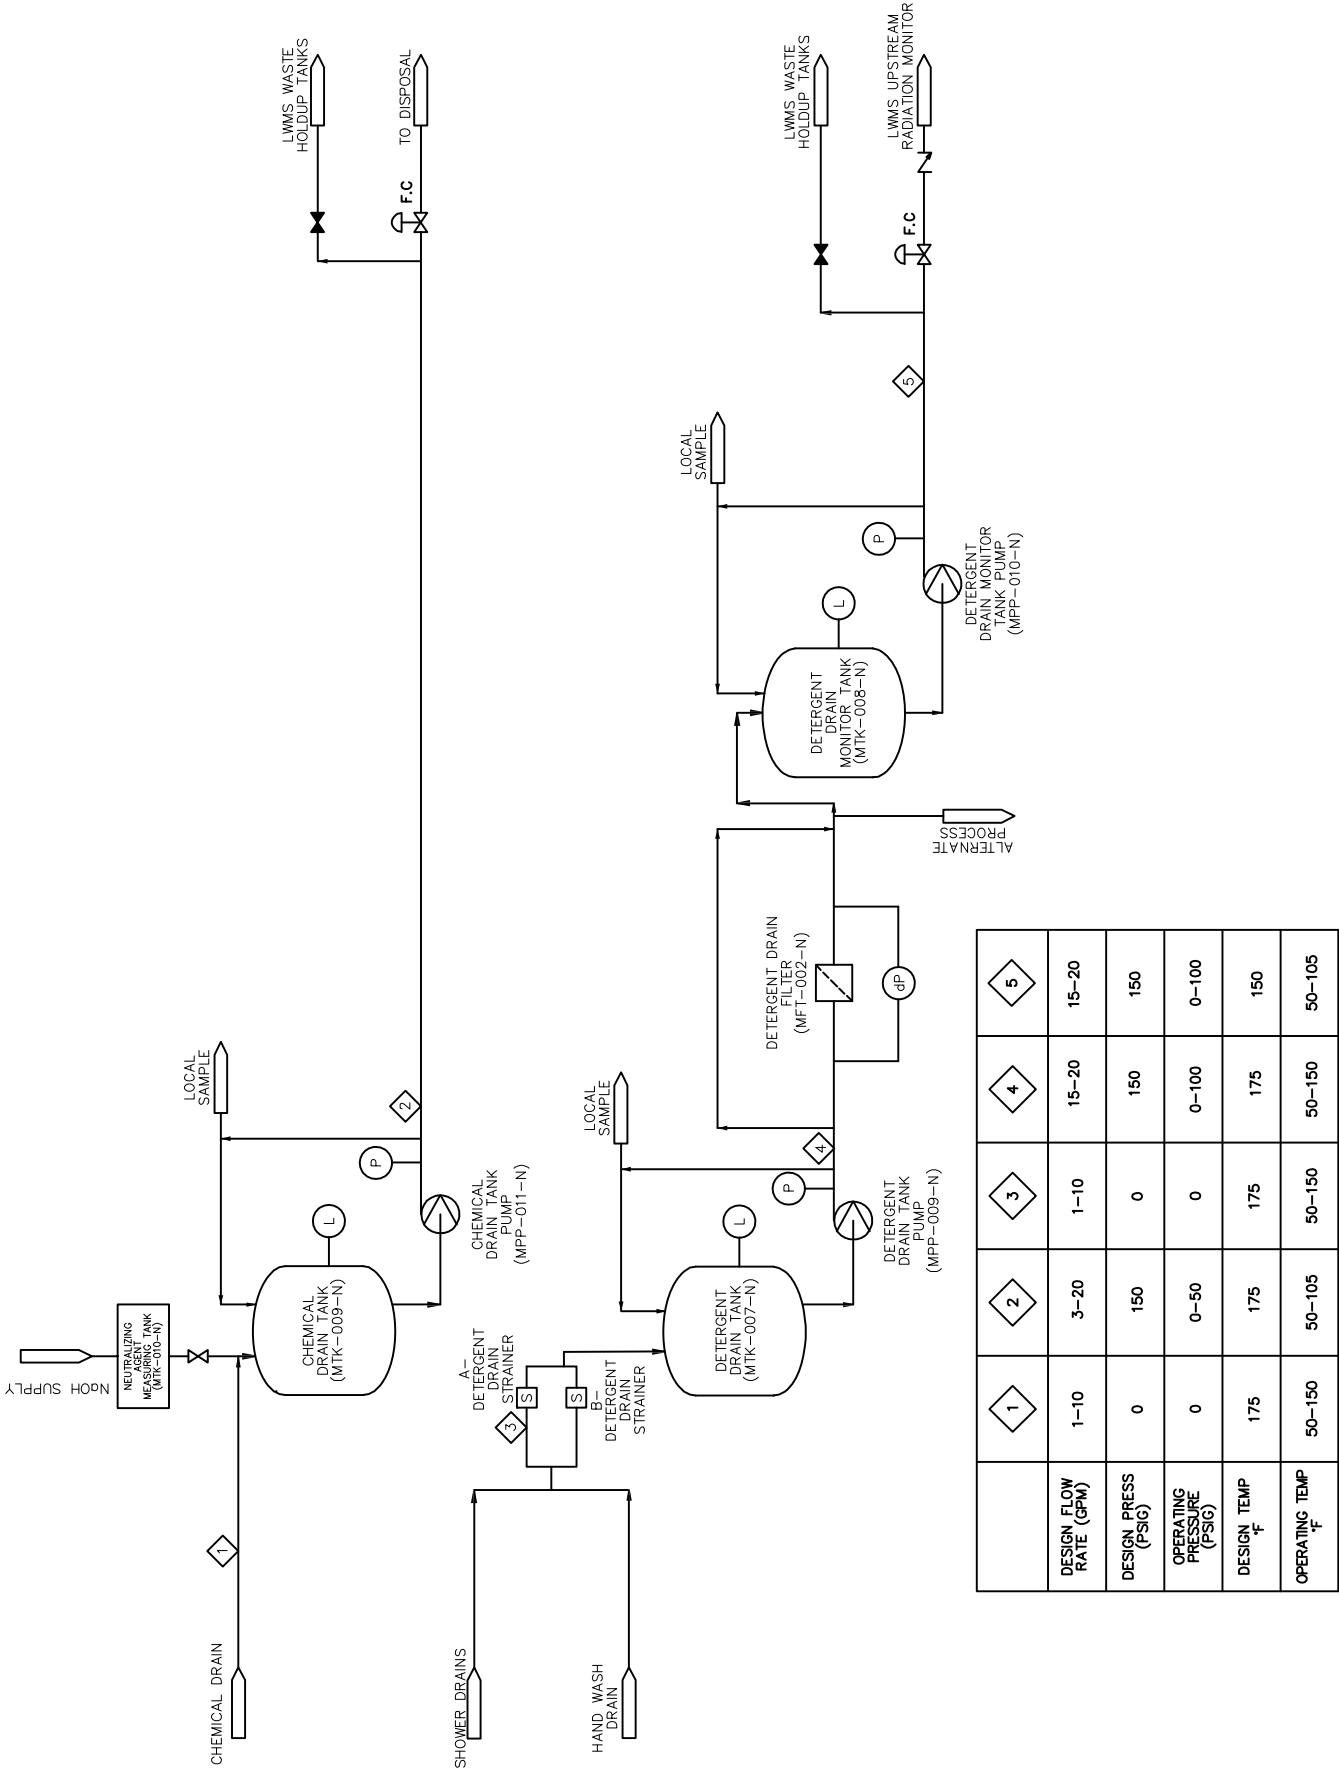 NaOH SUPPLY
NEUTRALIZING
AGENT
MEASURING TANK
(MTK-010-N)
CHEMICAL DRAIN
1
CHEMICAL
DRAIN TANK
(MTK-009-N)
L
LOCAL
SAMPLE
P
2
CHEMICAL
DRAIN TANK
PUMP
(MPP-011-N)
LWMS WASTE
HOLDUP TANKS
TO DISPOSAL
F.C
SHOWER DRAINS
HAND WASH
DRAIN
3
A-
DETERGENT
DRAIN
STRAINER
S
S
B-
DETERGENT
DRAIN
STRAINER
DETERGENT
DRAIN TANK
(MTK-007-N)
L
LOCAL
SAMPLE
P
4
DETERGENT
DRAIN TANK
PUMP
(MPP-009-N)
DETERGENT DRAIN
FILTER
(MFT-002-N)
dP
ALTERNATE
PROCESS
DETERGENT
DRAIN
MONITOR TANK
(MTK-008-N)
L
LOCAL
SAMPLE
P
DETERGENT
DRAIN MONITOR
TANK PUMP
(MPP-010-N)
5
LWMS WASTE
HOLDUP TANKS
F.C
LWMS UPSTREAM
RADIATION MONITOR
1 2 3 4 5
DESIGN FLOW
RATE (GPM) 1-10 3-20 1-10 15-20 15-20
DESIGN PRESS
(PSIG) 0 150 0 150 150
OPERATING
PRESSURE
(PSIG) 0 0-50 0 0-100 0-100
DESIGN TEMP
°F 175 175 175 175 150
OPERATING TEMP
°F 50-150 50-105 50-150 50-150 50-105